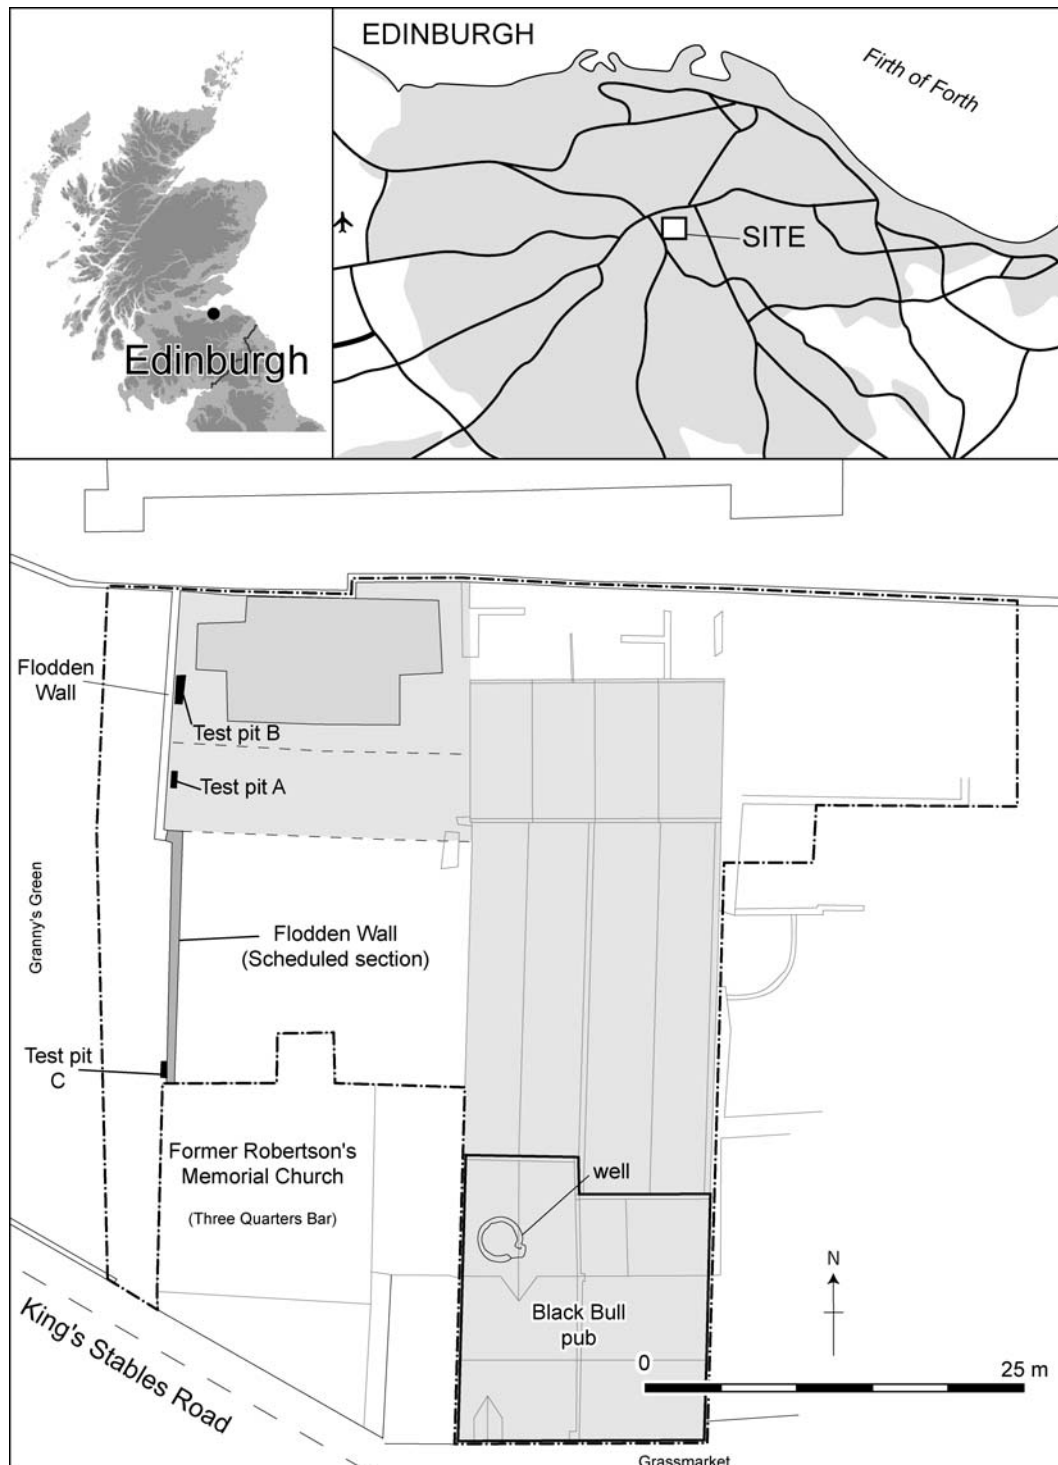 Edinburgh
EDINBURGH
Firth of Forth
SITE
Flodden
Wall
Test pit B
Test pit A
Granny's Green
Flodden Wall
(Scheduled section)
Test pit
C
Former Robertson's
Memorial Church
(Three Quarters Bar)
well
N
Black Bull
pub
0
25 m
King's Stables Road
Grassmarket